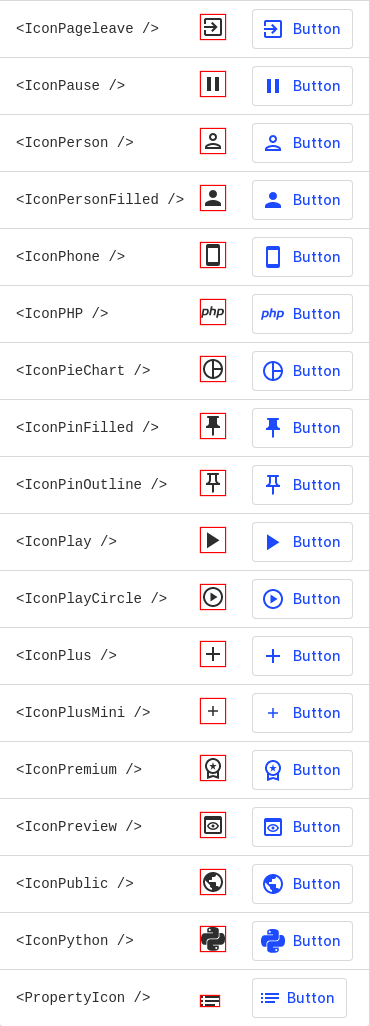 <IconPageleave /> Button
<IconPause /> Button
<IconPerson /> Button
<IconPersonFilled /> Button
<IconPhone /> Button
<IconPHP /> php php Button
<IconPieChart /> Button
<IconPinFilled /> Button
<IconPinOutline /> Button
<IconPlay /> Button
<IconPlayCircle /> Button
<IconPlus /> Button
<IconPlusMini /> Button
<IconPremium /> Button
<IconPreview /> Button
<IconPublic /> Button
<IconPython /> Button
<PropertyIcon /> Button